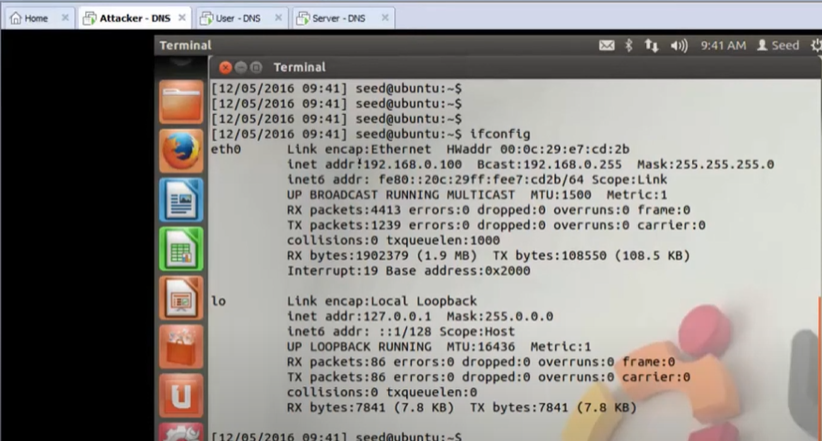 Home
Attacker - DNS
User - DNS
Server - DNS
Terminal
9:41 AM
Seed
Terminal
[12/05/2016 09:41] seed@ubuntu:~$
[12/05/2016 09:41] seed@ubuntu:~$
[12/05/2016 09:41] seed@ubuntu:~$
[12/05/2016 09:41] seed@ubuntu:~$ ifconfig
eth0 Link encap:Ethernet HWaddr 00:0c:29:e7:cd:2b
inet addr:192.168.0.100 Bcast:192.168.0.255 Mask:255.255.255.0
inet6 addr: fe80::20c:29ff:fee7:cd2b/64 Scope:Link
UP BROADCAST RUNNING MULTICAST MTU:1500 Metric:1
RX packets:4413 errors:0 dropped:0 overruns:0 frame:0
TX packets:1239 errors:0 dropped:0 overruns:0 carrier:0
collisions:0 txqueuelen:1000
RX bytes:1902379 (1.9 MB) TX bytes:108550 (108.5 KB)
Interrupt:19 Base address:0x2000
lo Link encap:Local Loopback
inet addr:127.0.0.1 Mask:255.0.0.0
inet6 addr: ::1/128 Scope:Host
UP LOOPBACK RUNNING MTU:16436 Metric:1
RX packets:86 errors:0 dropped:0 overruns:0 frame:0
TX packets:86 errors:0 dropped:0 overruns:0 carrier:0
collisions:0 txqueuelen:0
RX bytes:7841 (7.8 KB) TX bytes:7841 (7.8 KB)
[12/05/2016 09:41] seed@ubuntu:~$